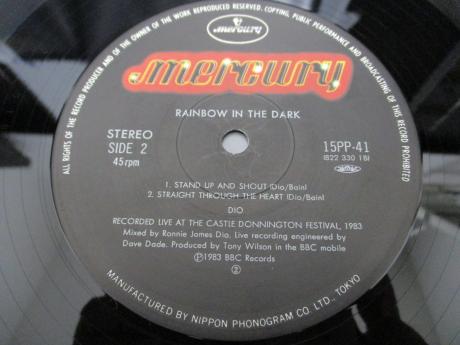 ALL RIGHTS OF THE RECORD PRODUCER AND OF THE OWNER OF THE WORK REPRODUCED RESERVED. COPYING, PUBLIC PERFORMANCE AND BROADCASTING OF THIS RECORD PROHIBITED
mercury
RAINBOW IN THE DARK
STEREO
SIDE 2
45rpm
15PP-41
(822 330 1B)
1. STAND UP AND SHOUT (Dio/Bain)
2. STRAIGHT THROUGH THE HEART (Dio/Bain)
DIO
RECORDED LIVE AT THE CASTLE DONNINGTON FESTIVAL, 1983
Mixed by Ronnie James Dio. Live recording engineered by
Dave Dade. Produced by Tony Wilson in the BBC mobile
Ⓟ1983 BBC Records
②
MANUFACTURED BY NIPPON PHONOGRAM CO. LTD., TOKYO